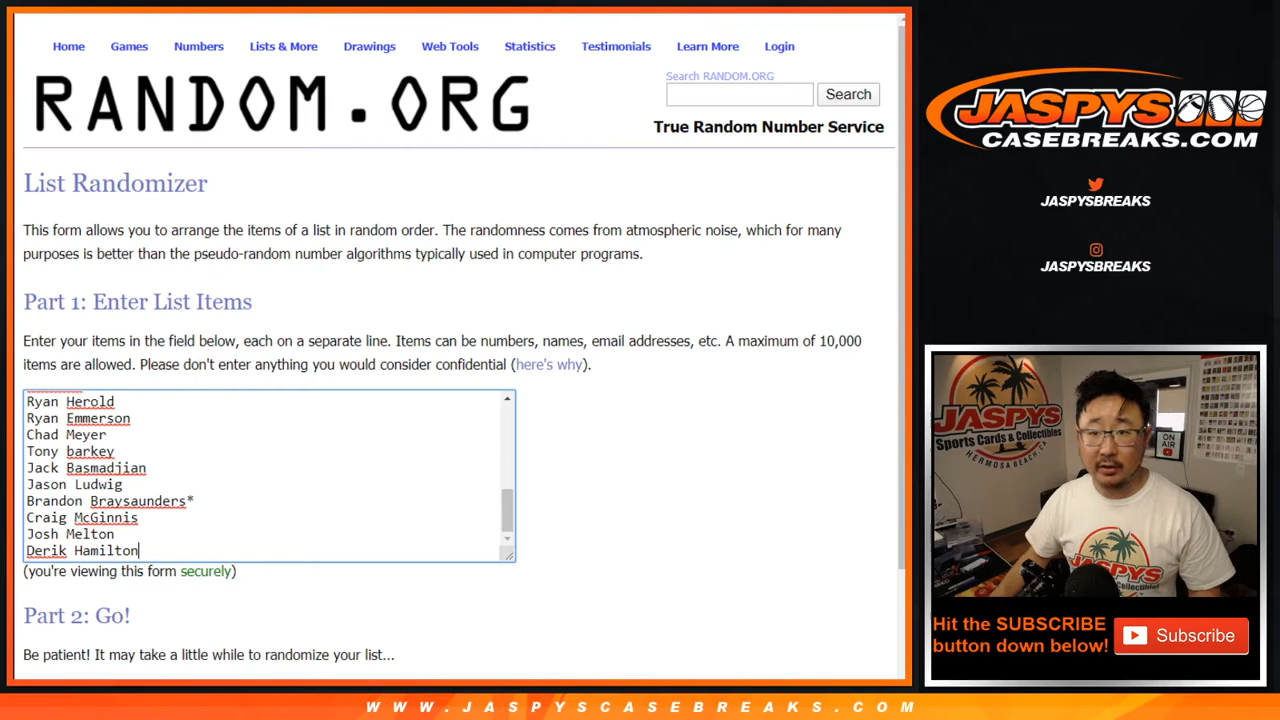 Home Games Numbers Lists & More Drawings Web Tools Statistics Testimonials Learn More Login
RANDOM.ORG
Search RANDOM.ORG
Search
True Random Number Service
List Randomizer
This form allows you to arrange the items of a list in random order. The randomness comes from atmospheric noise, which for many
purposes is better than the pseudo-random number algorithms typically used in computer programs.
Part 1: Enter List Items
Enter your items in the field below, each on a separate line. Items can be numbers, names, email addresses, etc. A maximum of 10,000
items are allowed. Please don't enter anything you would consider confidential (here's why).
Ryan Herold
Ryan Emmerson
Chad Meyer
Tony barkey
Jack Basmadjian
Jason Ludwig
Brandon Braysaunders*
Craig McGinnis
Josh Melton
Derik Hamilton
(you're viewing this form securely)
Part 2: Go!
Be patient! It may take a little while to randomize your list...
JASPYS
CASEBREAKS.COM
JASPYSBREAKS
JASPYSBREAKS
JASPYS
Sports Cards & Collectibles
HERMOSA BEACH, CA
ON
AIR
JASPYS
Hit the SUBSCRIBE
button down below!
Subscribe
WWW.JASPYSCASEBREAKS.COM